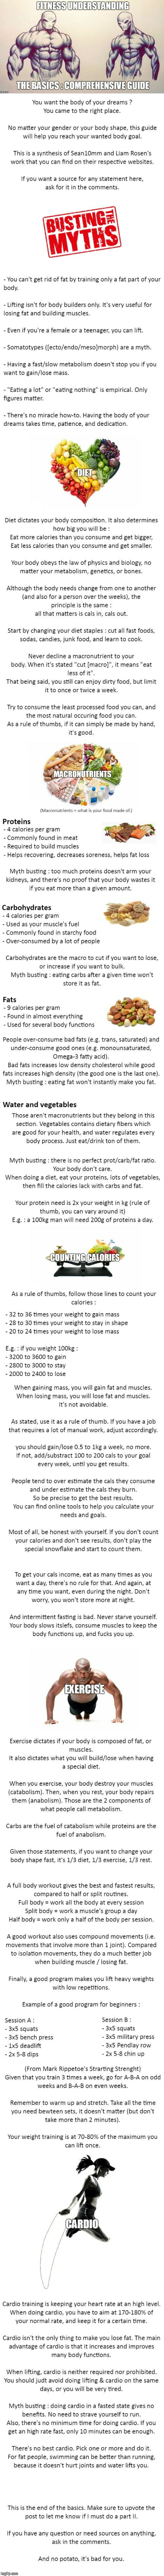 FITNESS UNDERSTANDING
THE BASICS - COMPREHENSIVE GUIDE
You want the body of your dreams ?
You came to the right place.
No matter your gender or your body shape, this guide
will help you reach your wanted body goal.
This is a synthesis of Sean10mm and Liam Rosen's
work that you can find on their respective websites.
If you want a source for any statement here,
ask for it in the comments.
BUSTING THE
MYTHS
- You can't get rid of fat by training only a fat part of your
body.
- Lifting isn't for body builders only. It's very useful for
losing fat and building muscles.
- Even if you're a female or a teenager, you can lift.
- Somatotypes ([ecto/endo/meso]morph) are a myth.
- Having a fast/slow metabolism doesn't stop you if you
want to gain/lose mass.
- "Eating a lot" or "eating nothing" is empirical. Only
figures matter.
- There's no miracle how-to. Having the body of your
dreams takes time, patience, and dedication.
DIET
Diet dictates your body composition. It also determines
how big you will be :
Eat more calories than you consume and get bigger,
Eat less calories than you consume and get smaller.
Your body obeys the law of physics and biology, no
matter your metabolism, genetics, or bones.
Although the body needs change from one to another
(and also for a person over the weeks), the
principle is the same :
all that matters is cals in, cals out.
Start by changing your diet staples : cut all fast foods,
sodas, candies, junk food, and learn to cook.
Never decline a macronutrient to your
body. When it's stated "cut [macro]", it means "eat
less of it".
That being said, you still can enjoy dirty food, but limit
it to once or twice a week.
Try to consume the least processed food you can, and
the most natural occuring food you can.
As a rule of thumbs, if it can simply be made by hand,
it's good.
MACRONUTRIENTS
(Macronutrients = what is your food made of.)
Proteins
- 4 calories per gram
- Commonly found in meat
- Required to build muscles
- Helps recovering, decreases soreness, helps fat loss
Myth busting : too much proteins doesn't arm your
kidneys, and there's no proof that your body wastes it
if you eat more than a given amount.
Carbohydrates
- 4 calories per gram
- Used as your muscle's fuel
- Commonly found in starchy food
- Over-consumed by a lot of people
Carbohydrates are the macro to cut if you want to lose,
or increase if you want to bulk.
Myth busting : eating carbs after a given time won't
store it as fat.
Fats
- 9 calories per gram
- Found in almost everything
- Used for several body functions
People over-consume bad fats (e.g. trans, saturated) and
under-consume good ones (e.g. monounsaturated,
Omega-3 fatty acid).
Bad fats increases low density cholesterol while good
fats increases high density (the good one is the last one).
Myth busting : eating fat won't instantly make you fat.
Water and vegetables
Those aren't macronutrients but they belong in this
section. Vegetables contains dietary fibers which
are good for your health, and water regulates every
body process. Just eat/drink ton of them.
Myth busting : there is no perfect prot/carb/fat ratio.
Your body don't care.
When doing a diet, eat your proteins, lots of vegetables,
then fill the calories lack with carbs and fat.
Your protein need is 2x your weight in kg (rule of
thumb, you can vary around it)
E.g. : a 100kg man will need 200g of proteins a day.
COUNTING CALORIES
As a rule of thumbs, follow those lines to count your
calories :
- 32 to 36 times your weight to gain mass
- 28 to 30 times your weight to stay in shape
- 20 to 24 times your weight to lose mass
E.g. : if you weight 100kg :
- 3200 to 3600 to gain
- 2800 to 3000 to stay
- 2000 to 2400 to lose
When gaining mass, you will gain fat and muscles.
When losing mass, you will lose fat and muscles.
It's not avoidable.
As stated, use it as a rule of thumb. If you have a job
that requires a lot of manual work, adjust accordingly.
you should gain/lose 0.5 to 1kg a week, no more.
If not, add/substract 100 to 200 cals to your goal
every week, until you get results.
People tend to over estimate the cals they consume
and under estimate the cals they burn.
So be precise to get the best results.
You can find online tools to help you calculate your
needs and goals.
Most of all, be honest with yourself. If you don't count
your calories and don't see results, don't play the
special snowflake and start to count them.
To get your cals income, eat as many times as you
want a day, there's no rule for that. And again, at
any time you want, even during the night. Don't
worry, you won't store more at night.
And intermittent fasting is bad. Never starve yourself.
Your body slows itslefs, consume muscles to keep the
body functions up, and fucks you up.
EXERCISE
Exercise dictates if your body is composed of fat, or
muscles.
It also dictates what you will build/lose when having
a special diet.
When you exercise, your body destroy your muscles
(catabolism). Then, when you rest, your body repairs
them (anabolism). Those are the 2 components of
what people call metabolism.
Carbs are the fuel of catabolism while proteins are the
fuel of anabolism.
Given those statements, if you want to change your
body shape fast, it's 1/3 diet, 1/3 exercise, 1/3 rest.
A full body workout gives the best and fastest results,
compared to half or split routines.
Full body = work all the body at every session
Split body = work a muscle's group a day
Half body = work only a half of the body per session.
A good workout also uses compound movements (i.e.
movements that involve more than 1 joint). Compared
to isolation movements, they do a much better job
when building muscle / losing fat.
Finally, a good program makes you lift heavy weights
with low repetitions.
Example of a good program for beginners :
Session A :
- 3x5 squats
- 3x5 bench press
- 1x5 deadlift
- 2x 5-8 dips
Session B :
- 3x5 squats
- 3x5 military press
- 3x5 Pendlay row
- 2x 5-8 chin up
(From Mark Rippetoe's Strarting Strenght)
Given that you train 3 times a week, go for A-B-A on odd
weeks and B-A-B on even weeks.
Remember to warm up and stretch. Take all the time
you need bewteen sets, it doesn't matter (but don't
take more than 2 minutes).
Your weight training is at 70-80% of the maximum you
can lift once.
CARDIO
Cardio training is keeping your heart rate at an high level.
When doing cardio, you have to aim at 170-180% of
your normal rate, and keep it for a certain time.
Cardio isn't the only thing to make you lose fat. The main
advantage of cardio is that it increases and improves
many body functions.
When lifting, cardio is neither required nor prohibited.
You should judt avoid doing lifting & cardio on the same
days, or you will be very tired.
Myth busting : doing cardio in a fasted state gives no
benefits. No need to strave yourself to run.
Also, there's no minimum time for doing cardio. If you
get an high rate fast, only 10 minutes can be enough.
There's no best cardio. Pick one or more and do it.
For fat people, swimming can be better than running,
because it doesn't hurt joints and water lifts you.
This is the end of the basics. Make sure to upvote the
post to let me know if I must do a part II.
If you have any question or need sources on anything,
ask in the comments.
And no potato, it's bad for you.
imgflip.com